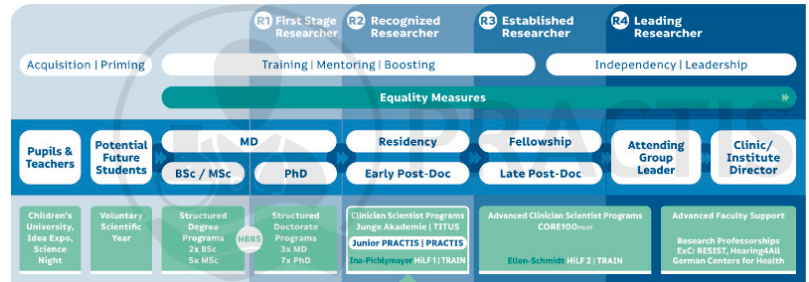 R1 First Stage Researcher
R2 Recognized Researcher
R3 Established Researcher
R4 Leading Researcher
Acquisition | Priming
Training | Mentoring | Boosting
Independency | Leadership
Equality Measures
Pupils & Teachers
Potential Future Students
MD
BSc / MSc
PhD
Residency
Early Post-Doc
Fellowship
Late Post-Doc
Attending Group Leader
Clinic/ Institute Director
Children's University, Idea Expo, Science Night
Voluntary Scientific Year
Structured Degree Programs
2x BSc
5x MSc
HBRS
Structured Doctorate Programs
3x MD
7x PhD
Clinician Scientist Programs
Junge Akademie | TITUS
Junior PRACTIS | PRACTIS
Ina-Pichlymayer HiLF 1 | TRAIN
Advanced Clinician Scientist Programs
CORE100PILOT
Ellen-Schmidt HiLF 2 | TRAIN
Advanced Faculty Support
Research Professorships
ExC: RESIST, Hearing4All
German Centers for Health
PRACTIS